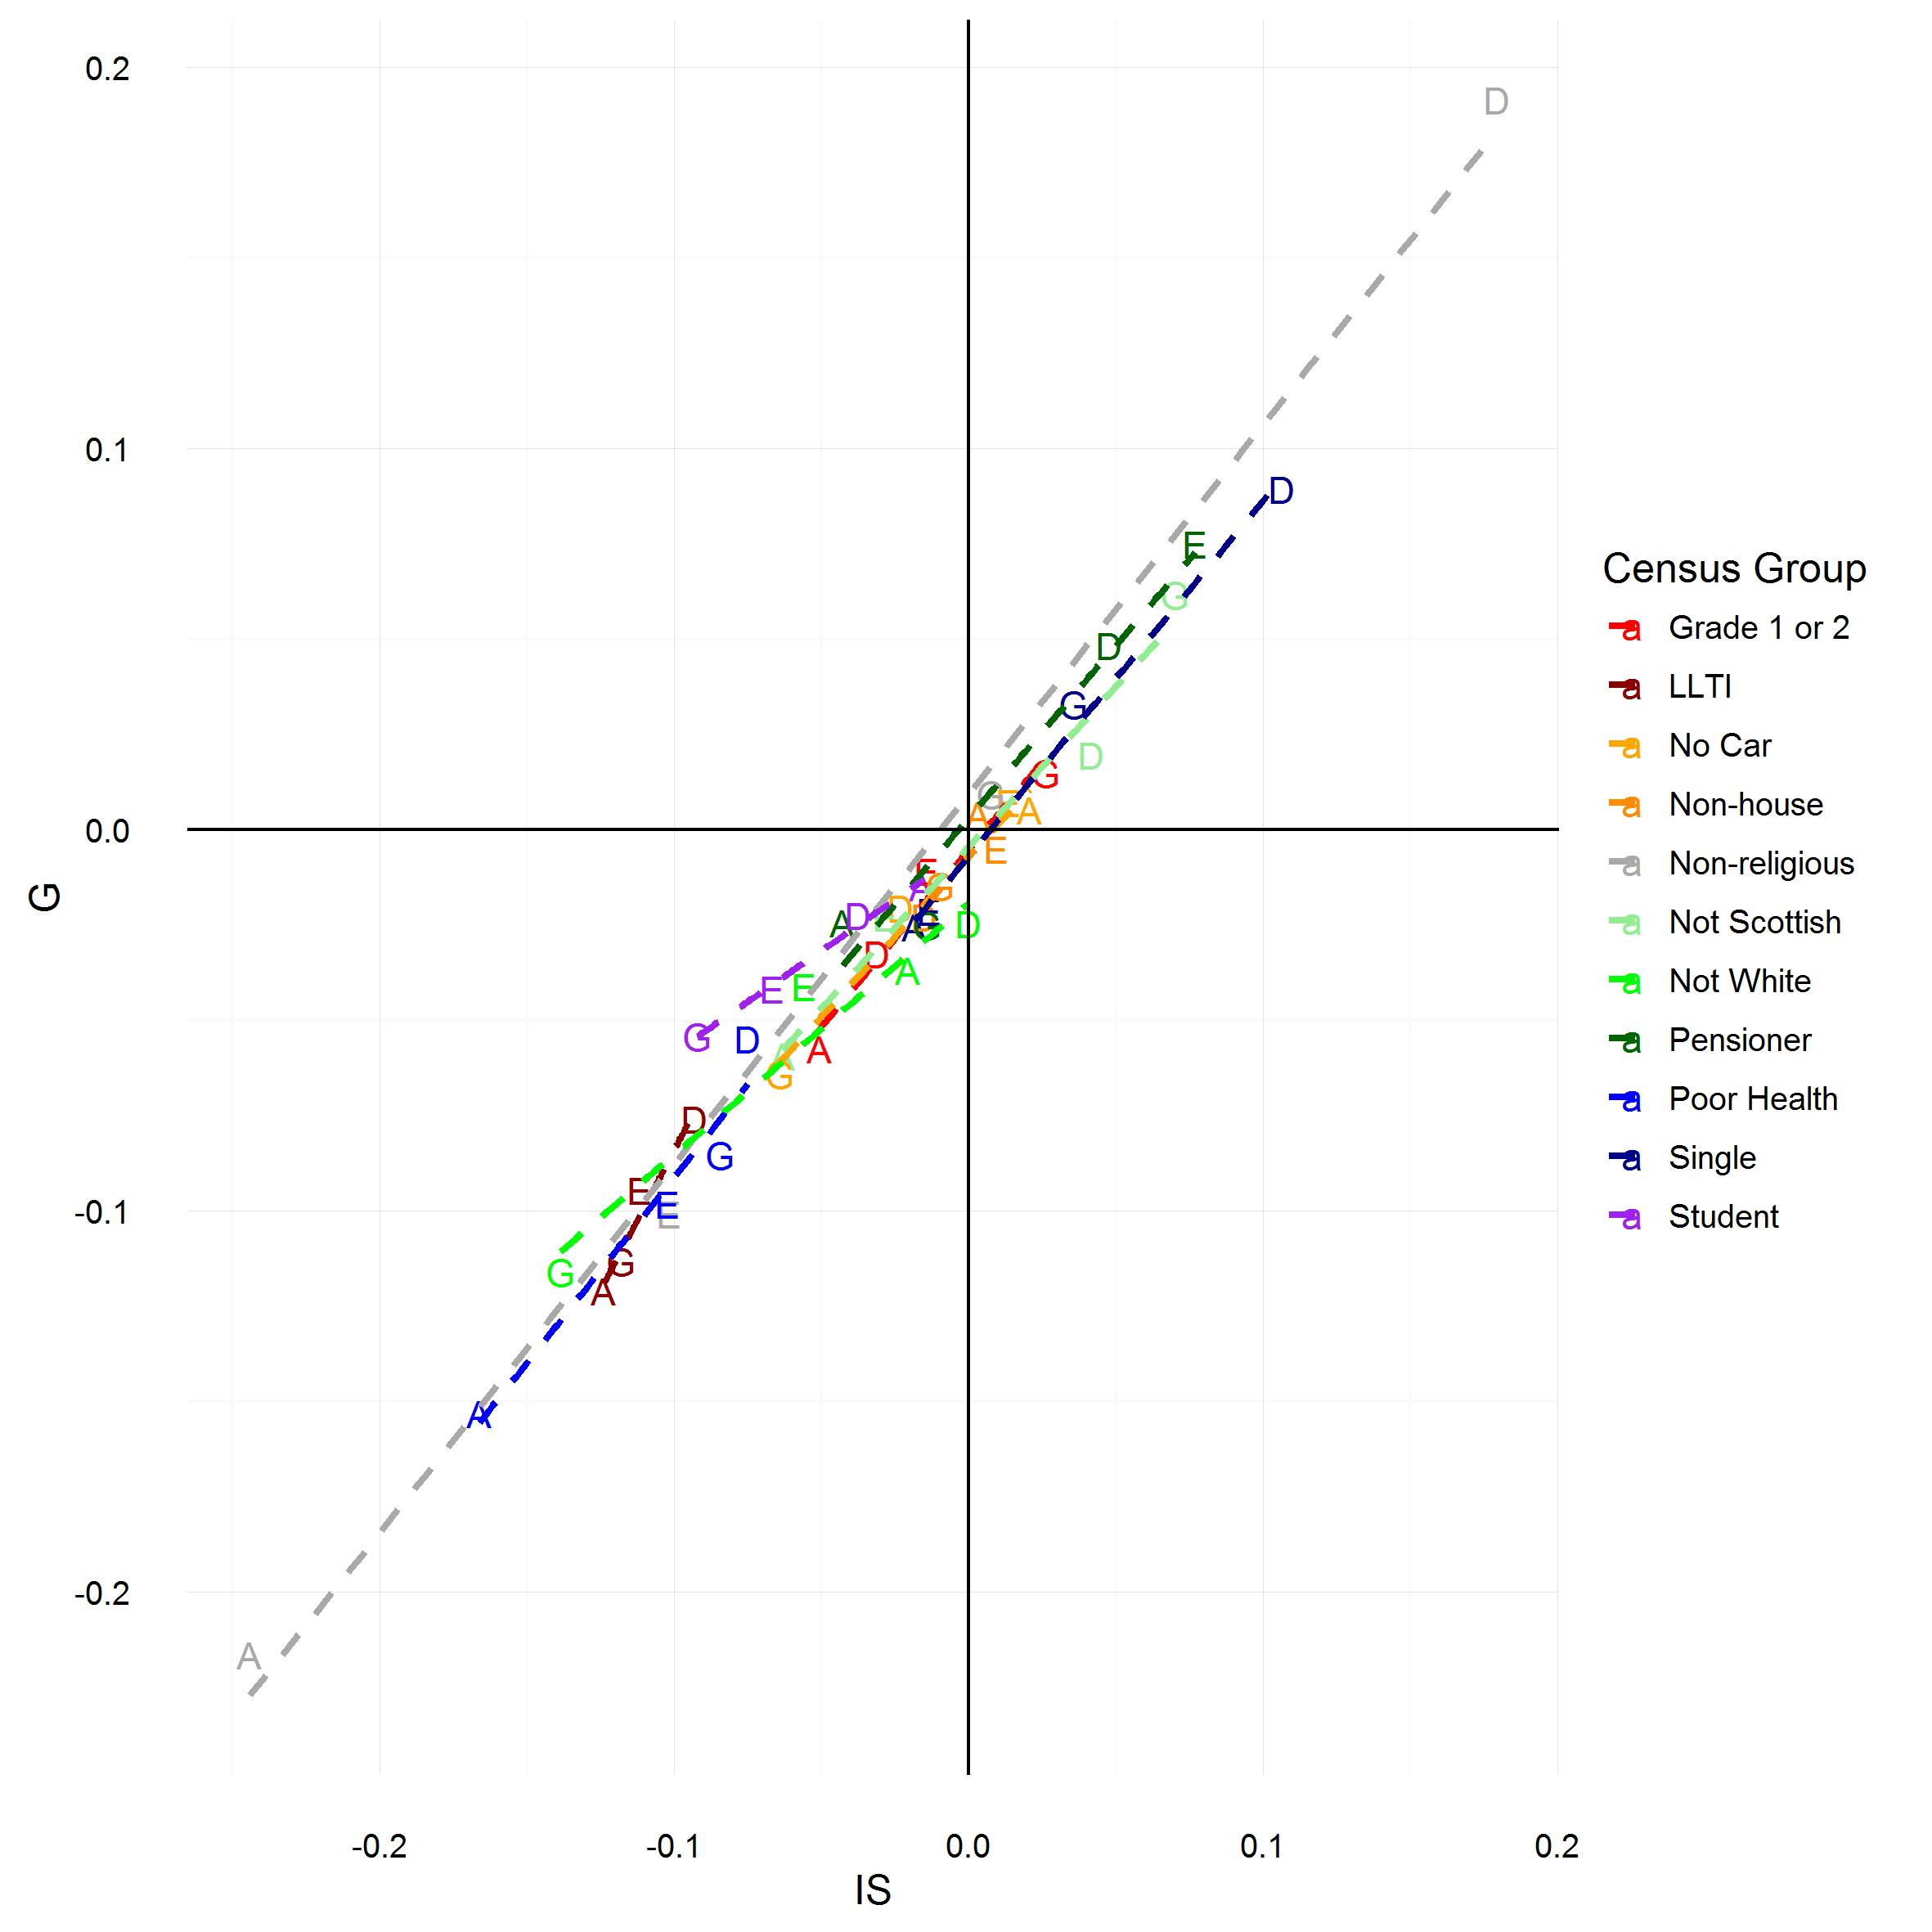 0.2
D
0.1
D
E
G
D
G
D
G
G
A
A
0.0
E
G
D
D
A
D
A
E
A
E
G
D
G
A
A
G
D
G
E
E
E
-0.1
G
G
A
A
-0.2
A
-0.2 -0.1 0.0 0.1 0.2
IS
G
Census Group
a Grade 1 or 2
a LLTI
a No Car
a Non-house
a Non-religious
a Not Scottish
a Not White
a Pensioner
a Poor Health
a Single
a Student